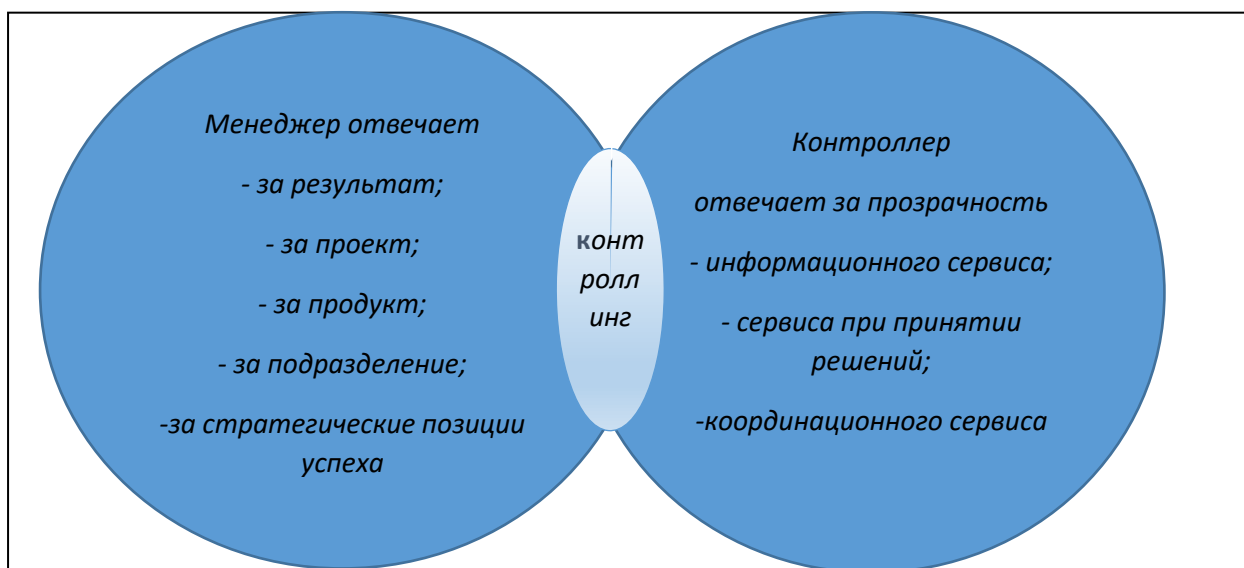 Менеджер отвечает
- за результат;
- за проект;
- за продукт;
- за подразделение;
-за стратегические позиции
успеха
конт
ролл
инг
Контроллер
отвечает за прозрачность
- информационного сервиса;
- сервиса при принятии
решений;
-координационного сервиса